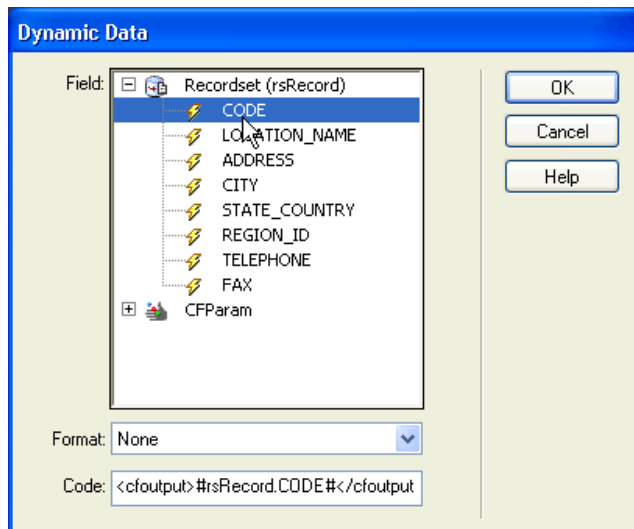 Dynamic Data
Field:
Recordset (rsRecord)
CODE
LOCATION_NAME
ADDRESS
CITY
STATE_COUNTRY
REGION_ID
TELEPHONE
FAX
CFParam
OK
Cancel
Help
Format: None
Code: <cfoutput>#rsRecord.CODE#</cfoutput